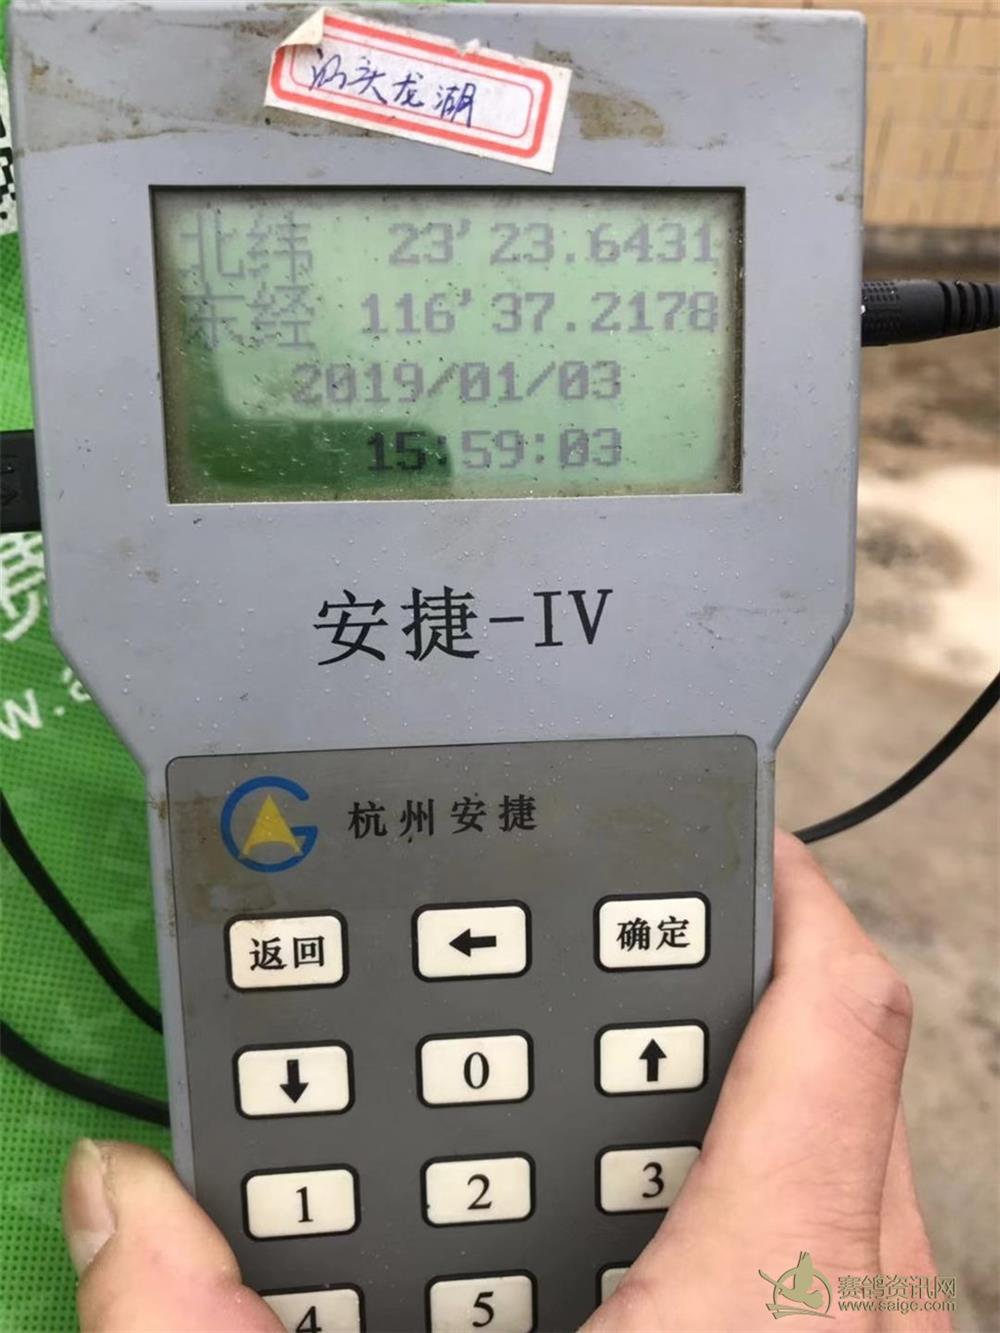 汕头龙湖
北纬 23'23.6431
东经 116'37.2178
2019/01/03
15:59:03
安捷-IV
杭州安捷
返回
确定
0
1 2 3
4 5
赛鸽资讯网
www.saige.com